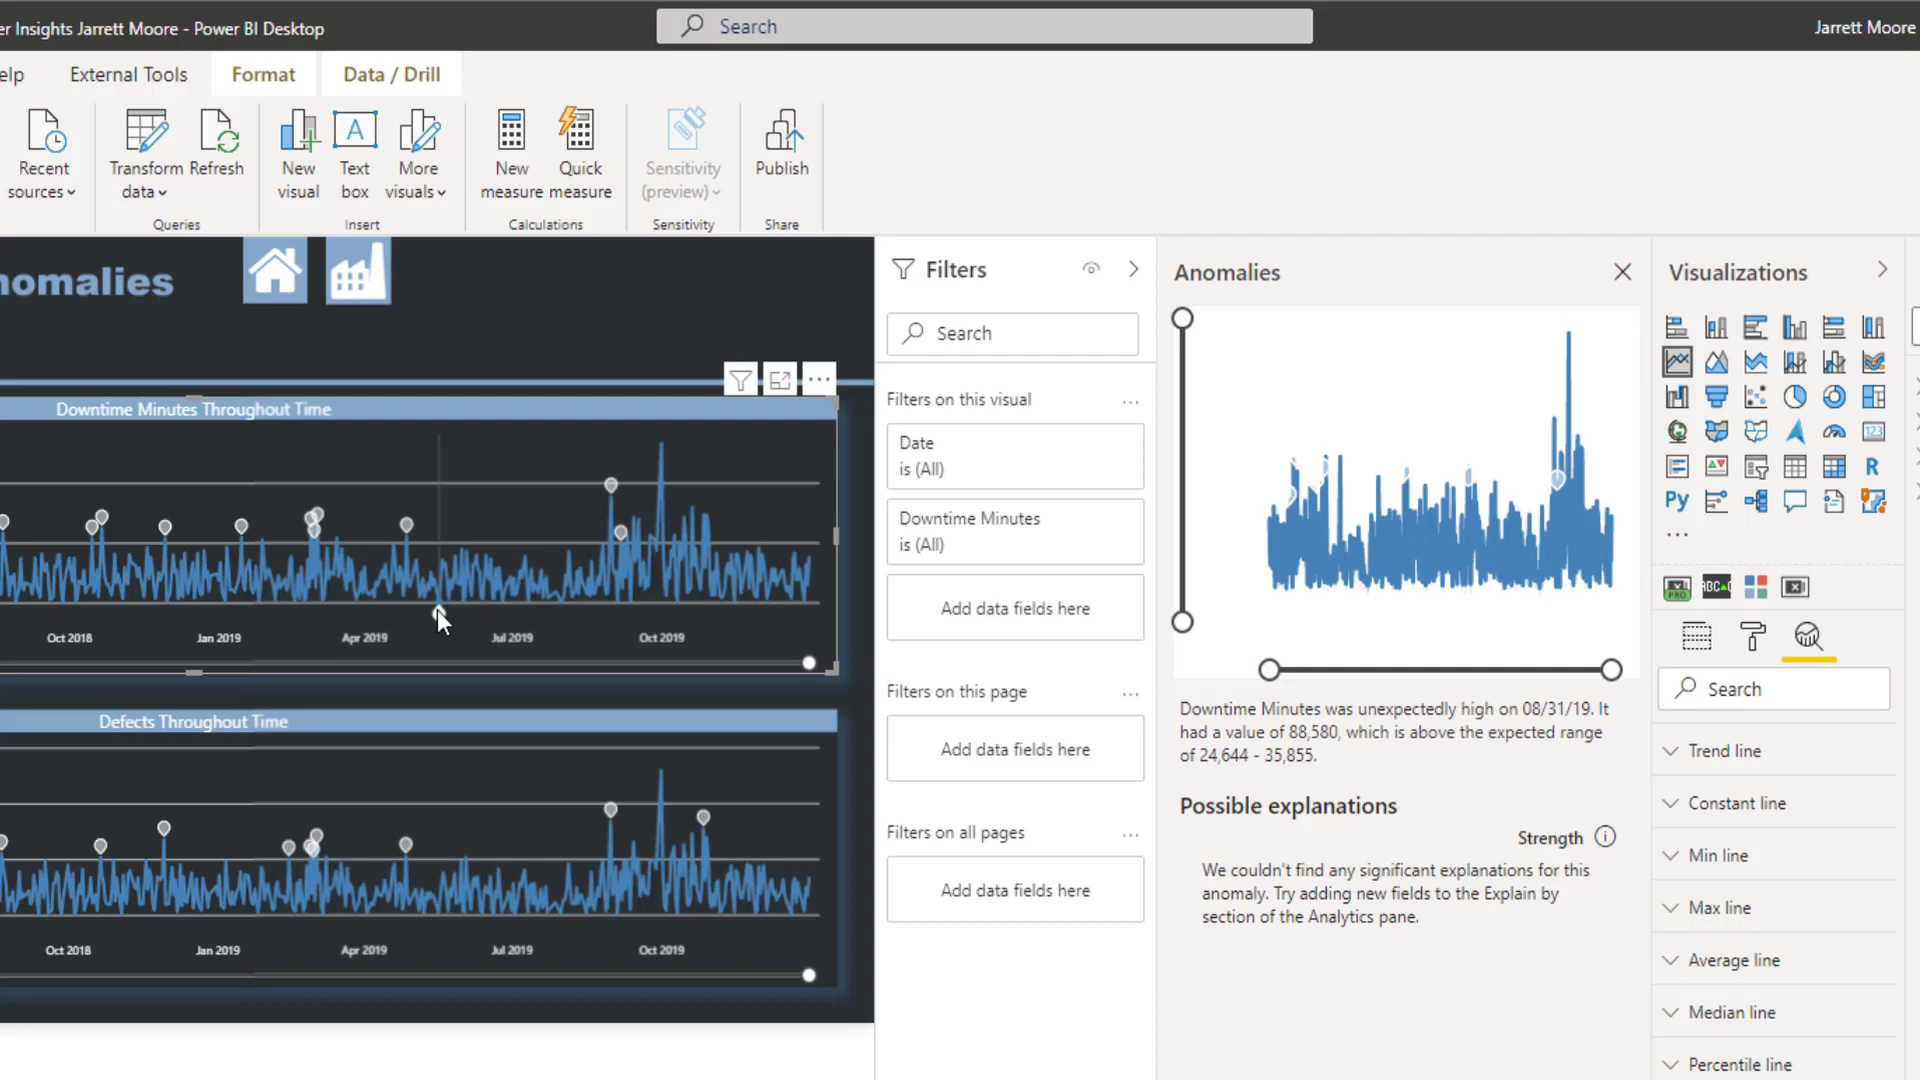 er Insights Jarrett Moore - Power BI Desktop
Search
Jarrett Moore
elp
External Tools
Format
Data / Drill
Recent
sources
Transform
data
Refresh
New
visual
Text
box
More
visuals
New
measure
Quick
measure
Sensitivity
(preview)
Publish
Queries
Insert
Calculations
Sensitivity
Share
nomalies
Downtime Minutes Throughout Time
Oct 2018
Jan 2019
Apr 2019
Jul 2019
Oct 2019
Defects Throughout Time
Oct 2018
Jan 2019
Apr 2019
Jul 2019
Oct 2019
Filters
Search
Filters on this visual
...
Date
is (All)
Downtime Minutes
is (All)
Add data fields here
Filters on this page
...
Add data fields here
Filters on all pages
...
Add data fields here
Anomalies
Downtime Minutes was unexpectedly high on 08/31/19. It
had a value of 88,580, which is above the expected range
of 24,644 - 35,855.
Possible explanations
Strength
We couldn't find any significant explanations for this
anomaly. Try adding new fields to the Explain by
section of the Analytics pane.
Visualizations
123
R
Py
...
PRO
ABC
Search
Trend line
Constant line
Min line
Max line
Average line
Median line
Percentile line